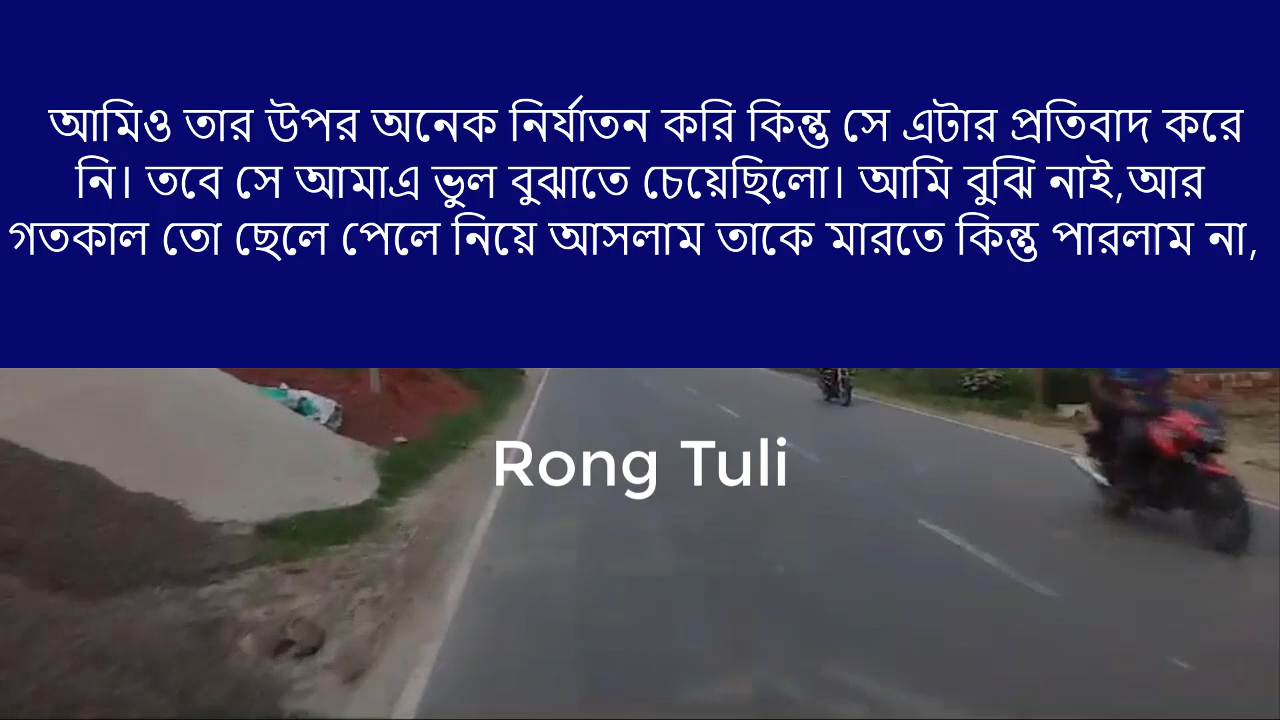 আমিও তার উপর অনেক নির্যাতন করি কিন্তু সে এটার প্রতিবাদ করে
নি। তবে সে আমাএ ভুল বুঝাতে চেয়েছিলো। আমি বুঝি নাই,আর
গতকাল তো ছেলে পেলে নিয়ে আসলাম তাকে মারতে কিন্তু পারলাম না,
Rong Tuli